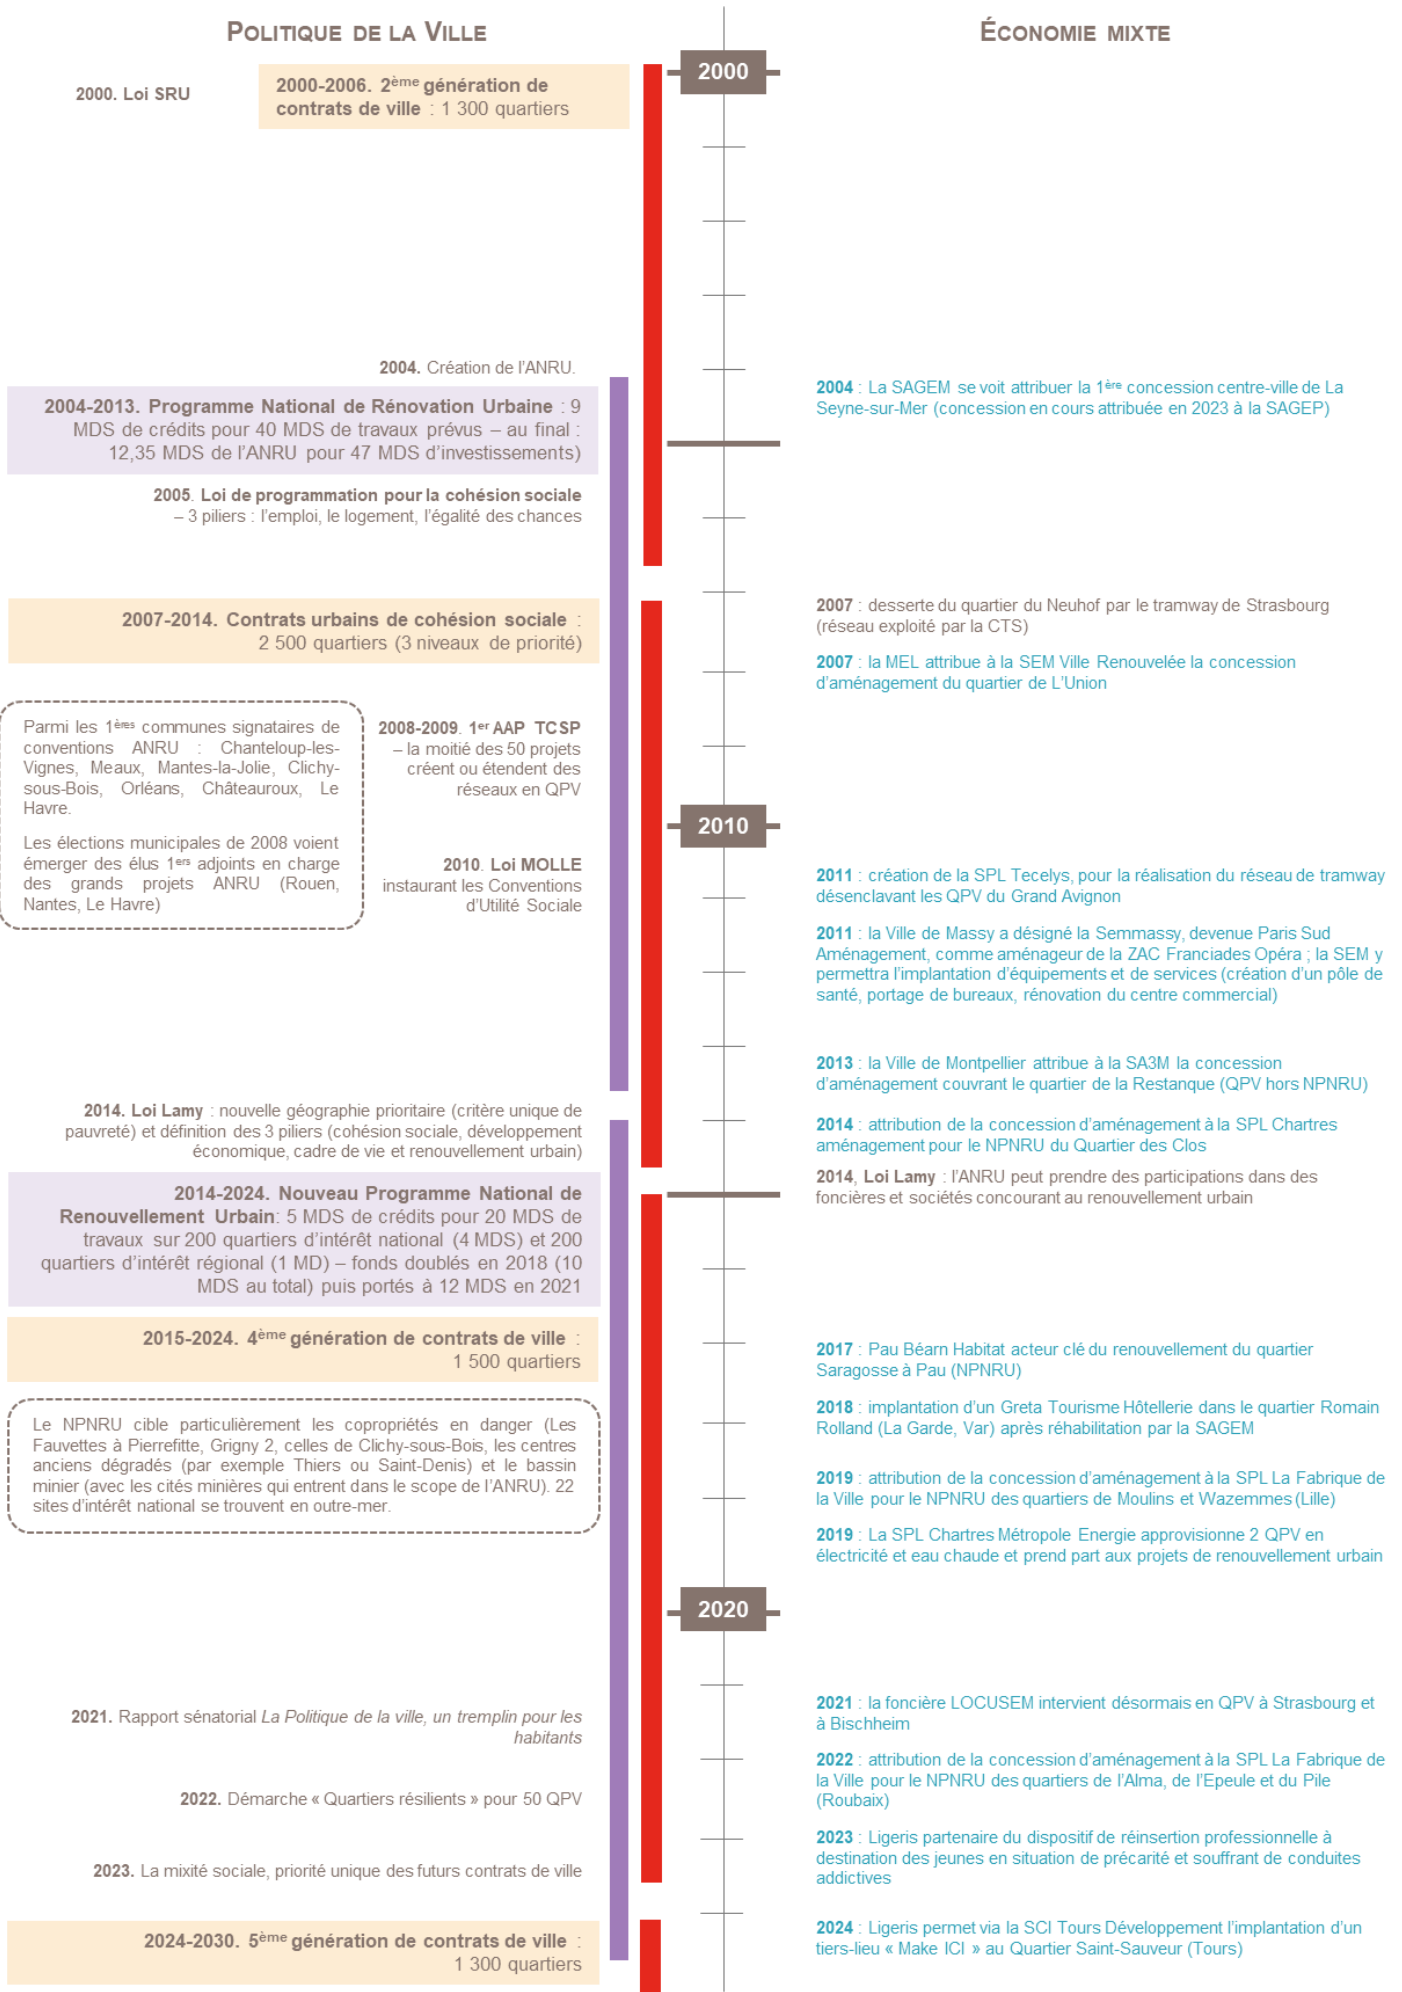 POLITIQUE DE LA VILLE
2000. Loi SRU
2000-2006. 2ème génération de
contrats de ville : 1 300 quartiers
2004. Création de l’ANRU.
2004-2013. Programme National de Rénovation Urbaine : 9
MDS de crédits pour 40 MDS de travaux prévus – au final :
12,35 MDS de l’ANRU pour 47 MDS d’investissements)
2005. Loi de programmation pour la cohésion sociale
– 3 piliers : l’emploi, le logement, l’égalité des chances
2007-2014. Contrats urbains de cohésion sociale :
2 500 quartiers (3 niveaux de priorité)
Parmi les 1ères communes signataires de
conventions ANRU : Chanteloup-les-
Vignes, Meaux, Mantes-la-Jolie, Clichy-
sous-Bois, Orléans, Châteauroux, Le
Havre.
Les élections municipales de 2008 voient
émerger des élus 1ers adjoints en charge
des grands projets ANRU (Rouen,
Nantes, Le Havre)
2008-2009. 1er AAP TCSP
– la moitié des 50 projets
créent ou étendent des
réseaux en QPV
2010. Loi MOLLE
instaurant les Conventions
d’Utilité Sociale
2014. Loi Lamy : nouvelle géographie prioritaire (critère unique de
pauvreté) et définition des 3 piliers (cohésion sociale, développement
économique, cadre de vie et renouvellement urbain)
2014-2024. Nouveau Programme National de
Renouvellement Urbain: 5 MDS de crédits pour 20 MDS de
travaux sur 200 quartiers d’intérêt national (4 MDS) et 200
quartiers d’intérêt régional (1 MD) – fonds doublés en 2018 (10
MDS au total) puis portés à 12 MDS en 2021
2015-2024. 4ème génération de contrats de ville :
1 500 quartiers
Le NPNRU cible particulièrement les copropriétés en danger (Les
Fauvettes à Pierrefitte, Grigny 2, celles de Clichy-sous-Bois, les centres
anciens dégradés (par exemple Thiers ou Saint-Denis) et le bassin
minier (avec les cités minières qui entrent dans le scope de l’ANRU). 22
sites d’intérêt national se trouvent en outre-mer.
2021. Rapport sénatorial La Politique de la ville, un tremplin pour les
habitants
2022. Démarche « Quartiers résilients » pour 50 QPV
2023. La mixité sociale, priorité unique des futurs contrats de ville
2024-2030. 5ème génération de contrats de ville :
1 300 quartiers
2000
2010
2020
ÉCONOMIE MIXTE
2004 : La SAGEM se voit attribuer la 1ère concession centre-ville de La
Seyne-sur-Mer (concession en cours attribuée en 2023 à la SAGEP)
2007 : desserte du quartier du Neuhof par le tramway de Strasbourg
(réseau exploité par la CTS)
2007 : la MEL attribue à la SEM Ville Renouvelée la concession
d’aménagement du quartier de L’Union
2011 : création de la SPL Tecelys, pour la réalisation du réseau de tramway
désenclavant les QPV du Grand Avignon
2011 : la Ville de Massy a désigné la Semmassy, devenue Paris Sud
Aménagement, comme aménageur de la ZAC Franciades Opéra ; la SEM y
permettra l’implantation d’équipements et de services (création d’un pôle de
santé, portage de bureaux, rénovation du centre commercial)
2013 : la Ville de Montpellier attribue à la SA3M la concession
d’aménagement couvrant le quartier de la Restanque (QPV hors NPNRU)
2014 : attribution de la concession d’aménagement à la SPL Chartres
aménagement pour le NPNRU du Quartier des Clos
2014, Loi Lamy : l’ANRU peut prendre des participations dans des
foncières et sociétés concourant au renouvellement urbain
2017 : Pau Béarn Habitat acteur clé du renouvellement du quartier
Saragosse à Pau (NPNRU)
2018 : implantation d’un Greta Tourisme Hôtellerie dans le quartier Romain
Rolland (La Garde, Var) après réhabilitation par la SAGEM
2019 : attribution de la concession d’aménagement à la SPL La Fabrique de
la Ville pour le NPNRU des quartiers de Moulins et Wazemmes (Lille)
2019 : La SPL Chartres Métropole Energie approvisionne 2 QPV en
électricité et eau chaude et prend part aux projets de renouvellement urbain
2021 : la foncière LOCUSEM intervient désormais en QPV à Strasbourg et
à Bischheim
2022 : attribution de la concession d’aménagement à la SPL La Fabrique de
la Ville pour le NPNRU des quartiers de l’Alma, de l’Epeule et du Pile
(Roubaix)
2023 : Ligeris partenaire du dispositif de réinsertion professionnelle à
destination des jeunes en situation de précarité et souffrant de conduites
addictives
2024 : Ligeris permet via la SCI Tours Développement l’implantation d’un
tiers-lieu « Make ICI » au Quartier Saint-Sauveur (Tours)